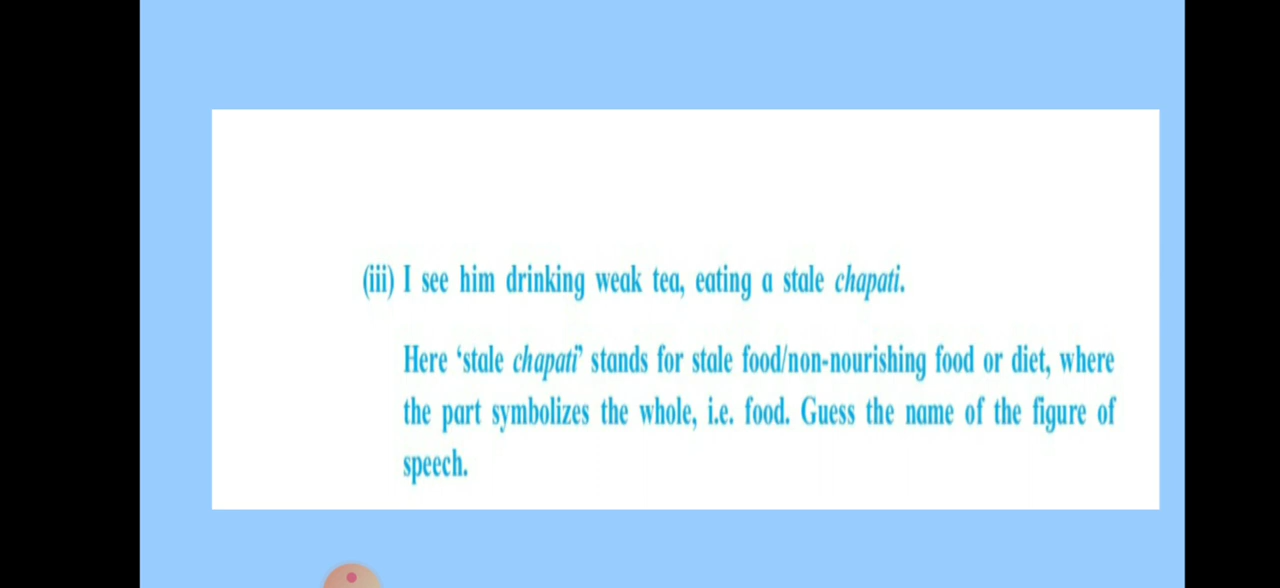 (iii) I see him drinking weak tea, eating a stale chapati.
Here ‘stale chapati’ stands for stale food/non-nourishing food or diet, where
the part symbolizes the whole, i.e. food. Guess the name of the figure of
speech.